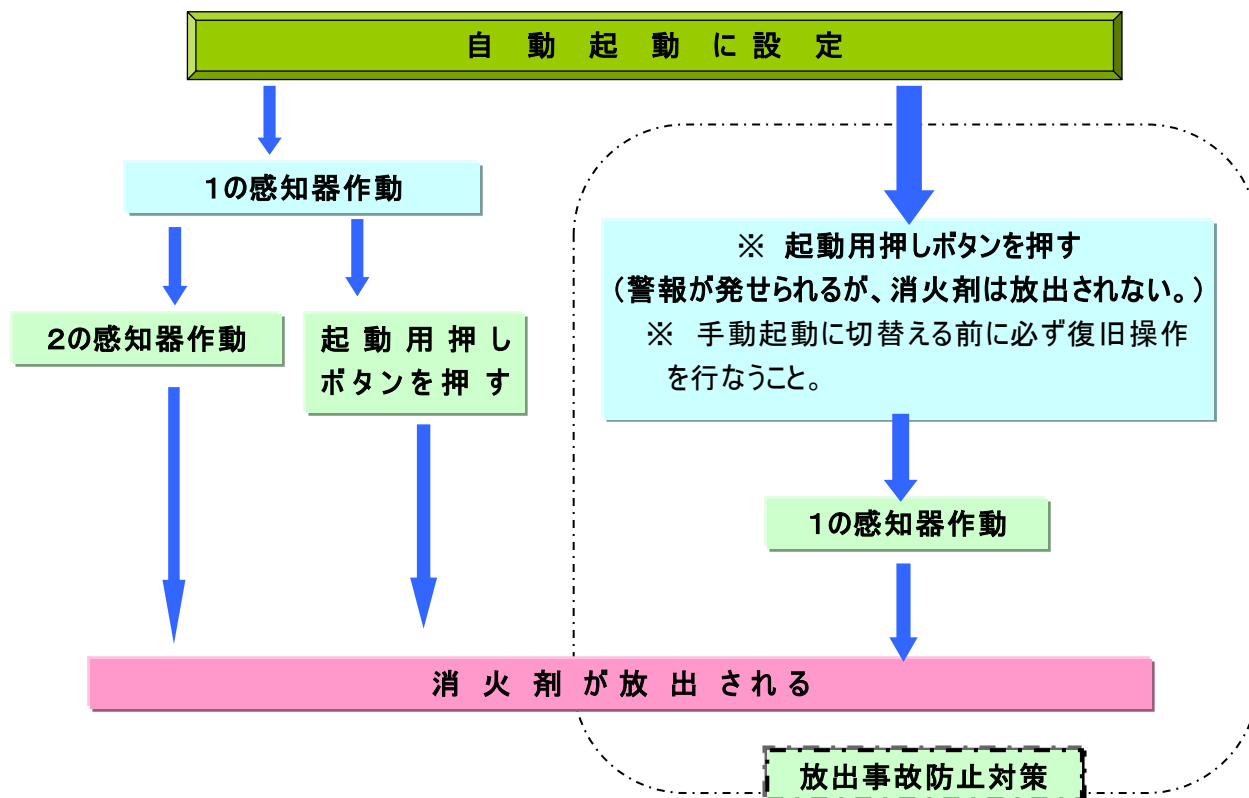 自動起動に設定
1の感知器作動
2の感知器作動
起動用押し
ボタンを押す
※ 起動用押しボタンを押す
（警報が発せられるが、消火剤は放出されない。）
※ 手動起動に切替える前に必ず復旧操作
を行なうこと。
1の感知器作動
消火剤が放出される
放出事故防止対策